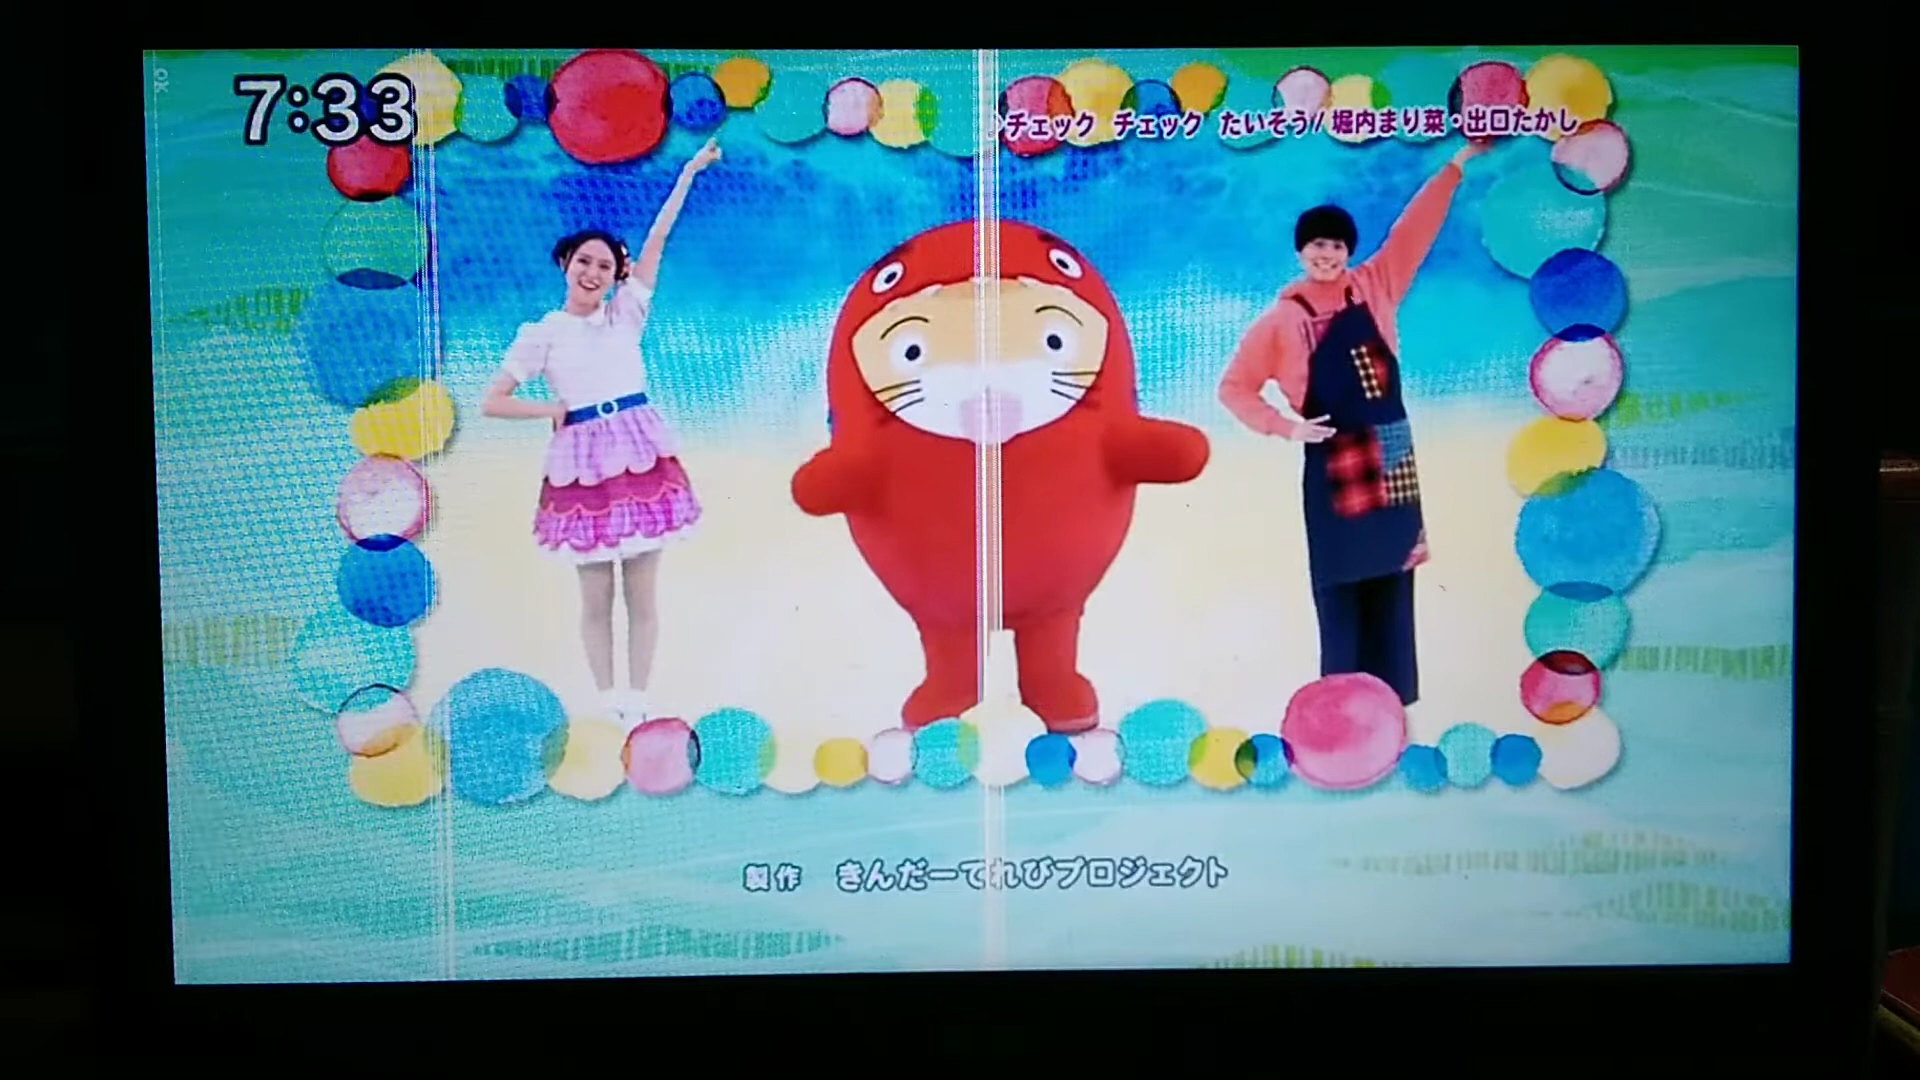 7:33
♪チェック チェック たいそう/堀内まり菜・出口たかし
製作 きんだーてれびプロジェクト